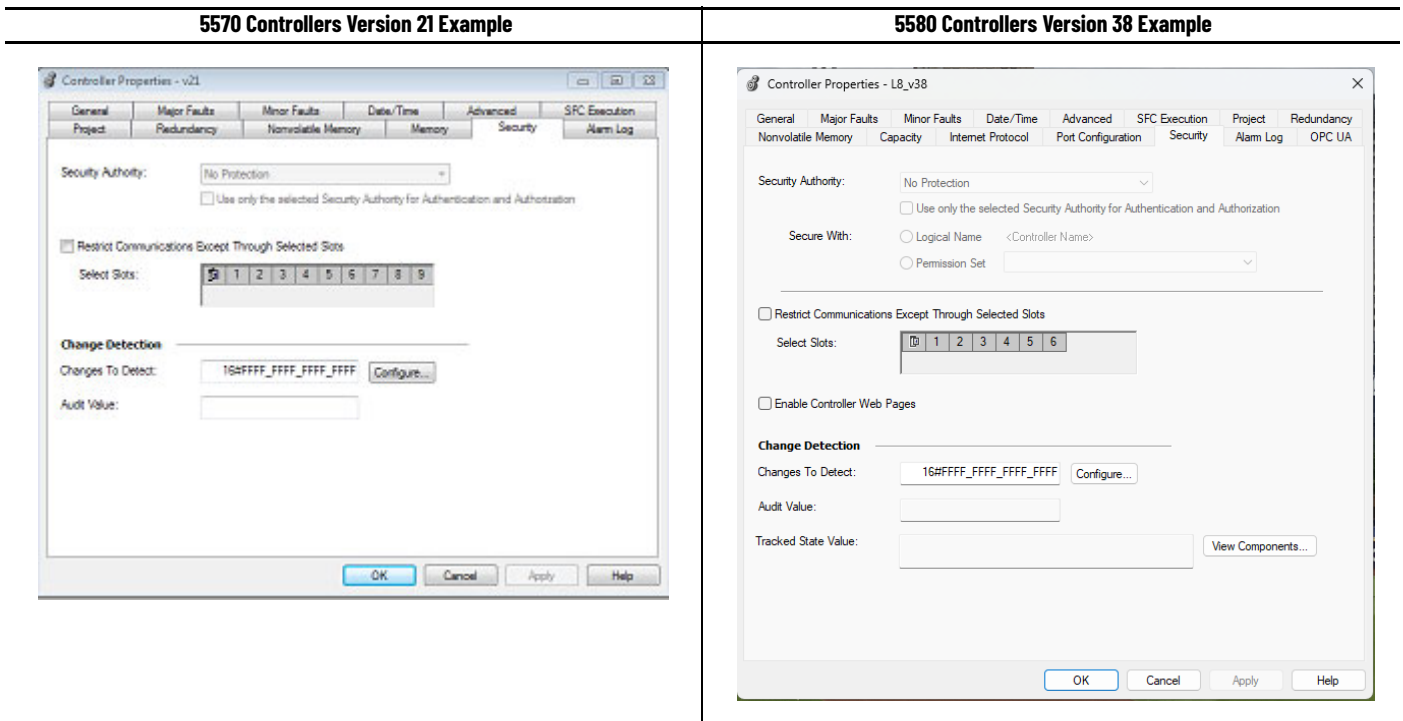 5570 Controllers Version 21 Example
Controller Properties - v21
General Major Faults Minor Faults Date/Time Advanced SFC Execution
Project Redundancy Nonvolatile Memory Memory Security Alarm Log
Security Authority: No Protection
Use only the selected Security Authority for Authentication and Authorization
Restrict Communications Except Through Selected Slots
Select Slots: 1 2 3 4 5 6 7 8 9
Change Detection
Changes To Detect: 16#FFFF_FFFF_FFFF_FFFF Configure...
Audit Value:
OK Cancel Apply Help
5580 Controllers Version 38 Example
Controller Properties - L8_v38
General Major Faults Minor Faults Date/Time Advanced SFC Execution Project Redundancy
Nonvolatile Memory Capacity Internet Protocol Port Configuration Security Alarm Log OPC UA
Security Authority: No Protection
Use only the selected Security Authority for Authentication and Authorization
Secure With: Logical Name <Controller Name>
Permission Set
Restrict Communications Except Through Selected Slots
Select Slots: 1 2 3 4 5 6
Enable Controller Web Pages
Change Detection
Changes To Detect: 16#FFFF_FFFF_FFFF_FFFF Configure...
Audit Value:
Tracked State Value: View Components...
OK Cancel Apply Help